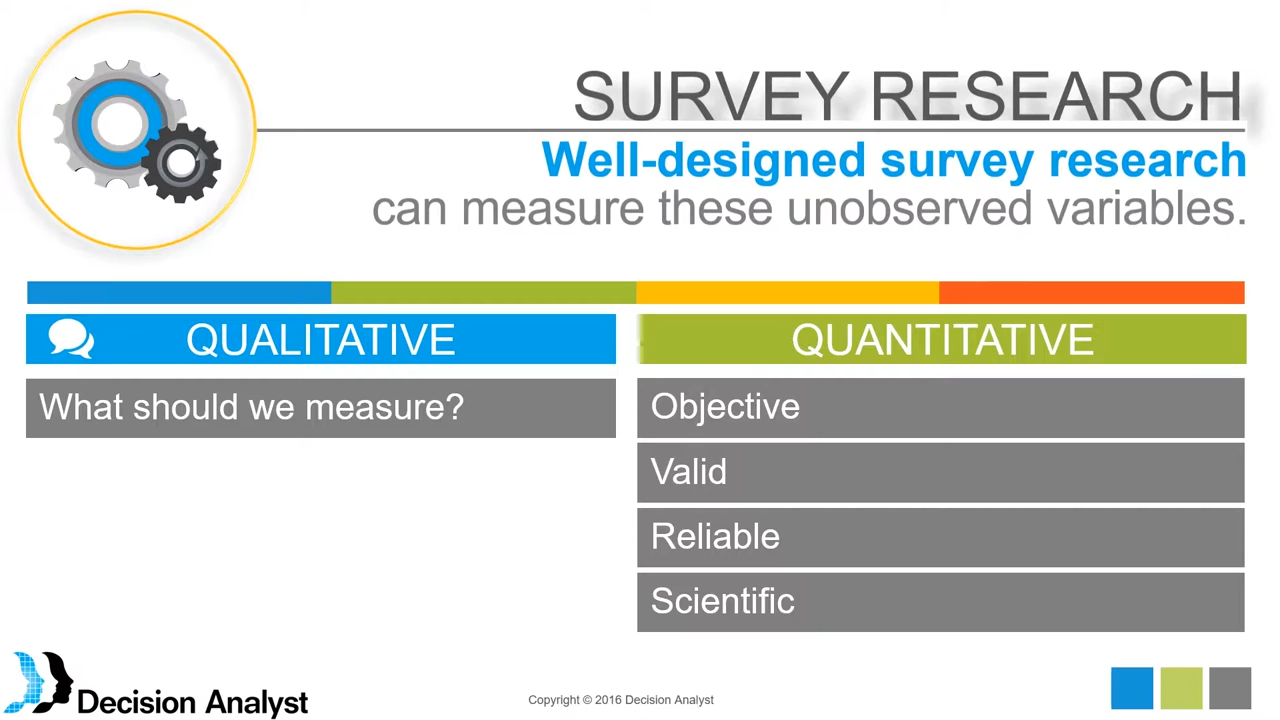 SURVEY RESEARCH
Well-designed survey research
can measure these unobserved variables.
QUALITATIVE
What should we measure?
QUANTITATIVE
Objective
Valid
Reliable
Scientific
Decision Analyst
Copyright © 2016 Decision Analyst